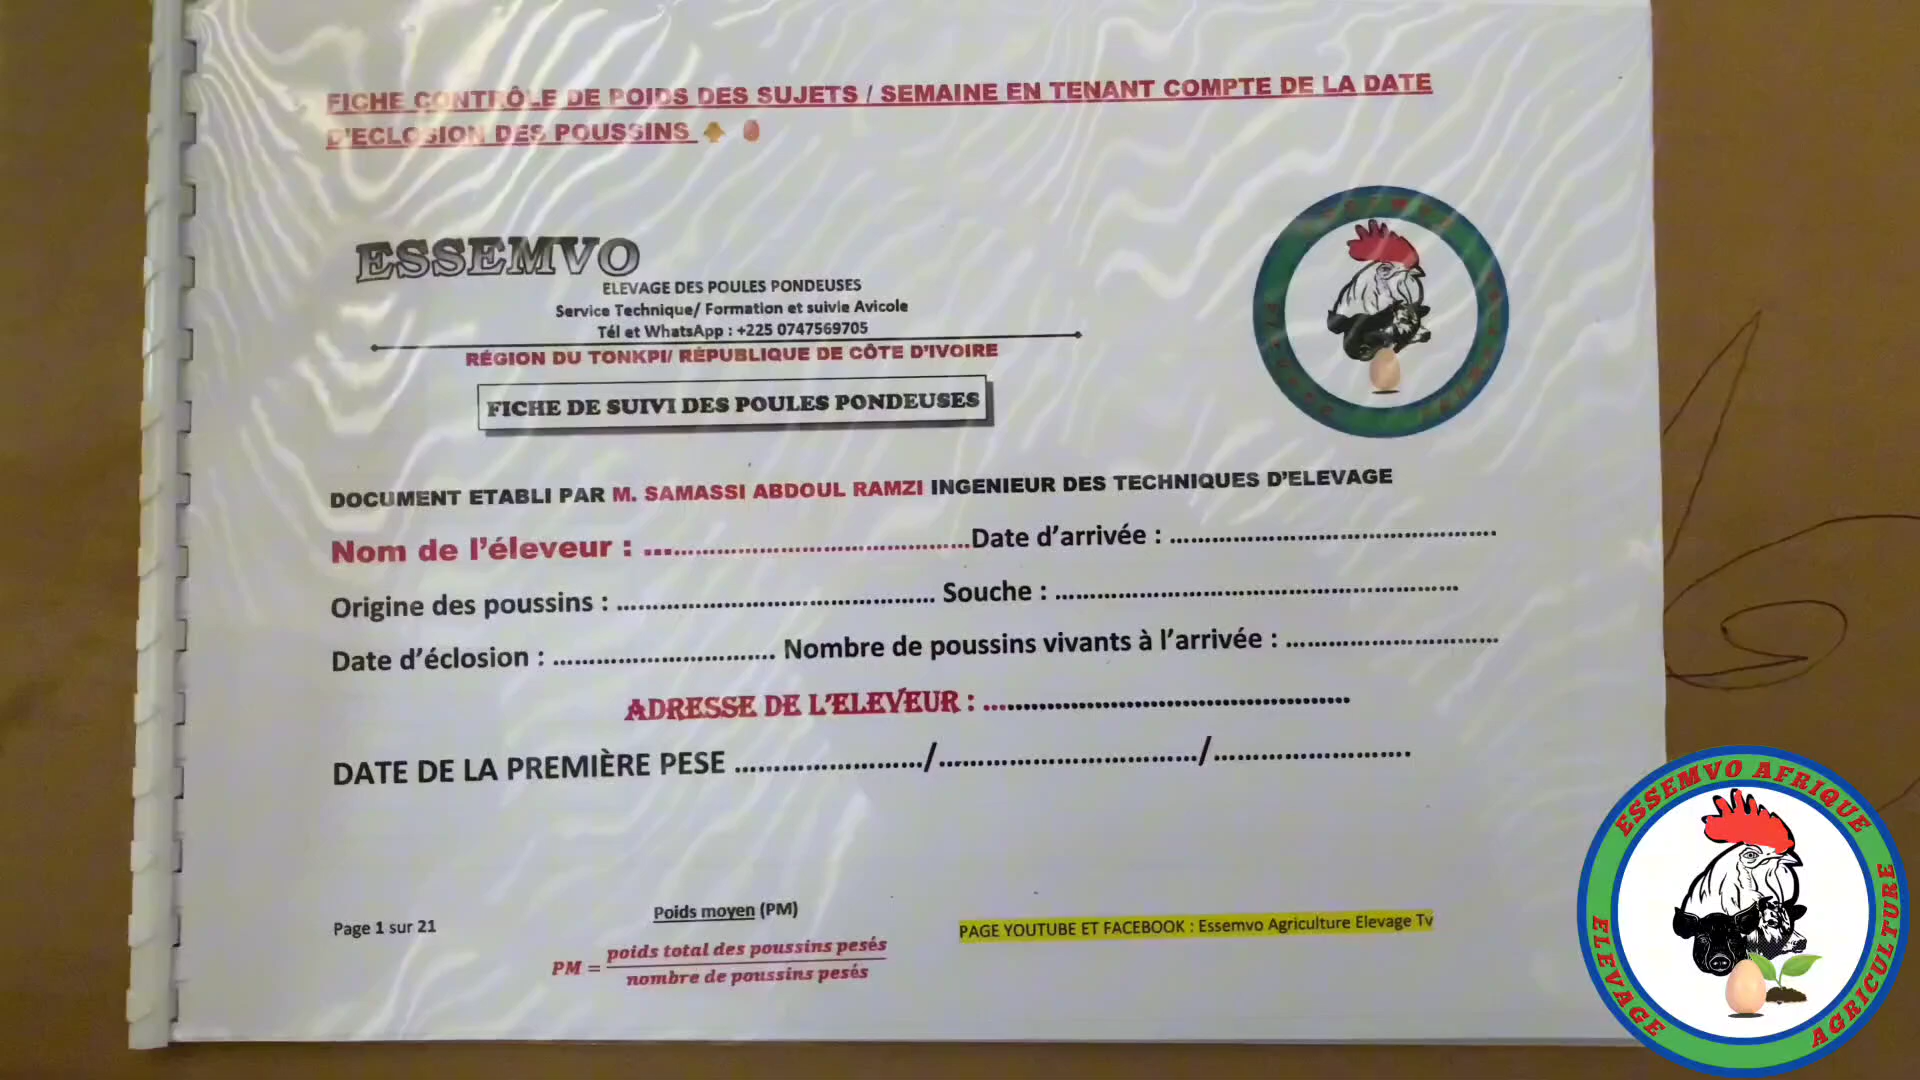 FICHE CONTRÔLE DE POIDS DES SUJETS / SEMAINE EN TENANT COMPTE DE LA DATE
D'ECLOSION DES POUSSINS
ESSEMVO
ELEVAGE DES POULES PONDEUSES
Service Technique/ Formation et suivie Avicole
Tél et WhatsApp : +225 0747569705
RÉGION DU TONKPI/ RÉPUBLIQUE DE CÔTE D'IVOIRE
FICHE DE SUIVI DES POULES PONDEUSES
DOCUMENT ETABLI PAR M. SAMASSI ABDOUL RAMZI INGENIEUR DES TECHNIQUES D'ELEVAGE
Nom de l'éleveur : ................................................Date d'arrivée : ................................................
Origine des poussins : ................................................ Souche : ................................................
Date d'éclosion : ................................ Nombre de poussins vivants à l'arrivée : ................................
ADRESSE DE L'ELEVEUR : ................................................
DATE DE LA PREMIÈRE PESE ......................../................................/........................
Page 1 sur 21
Poids moyen (PM)
PM = poids total des poussins pesés
nombre de poussins pesés
PAGE YOUTUBE ET FACEBOOK : Essemvo Agriculture Elevage Tv
ESSEMVO AFRIQUE
ELEVAGE
AGRICULTURE